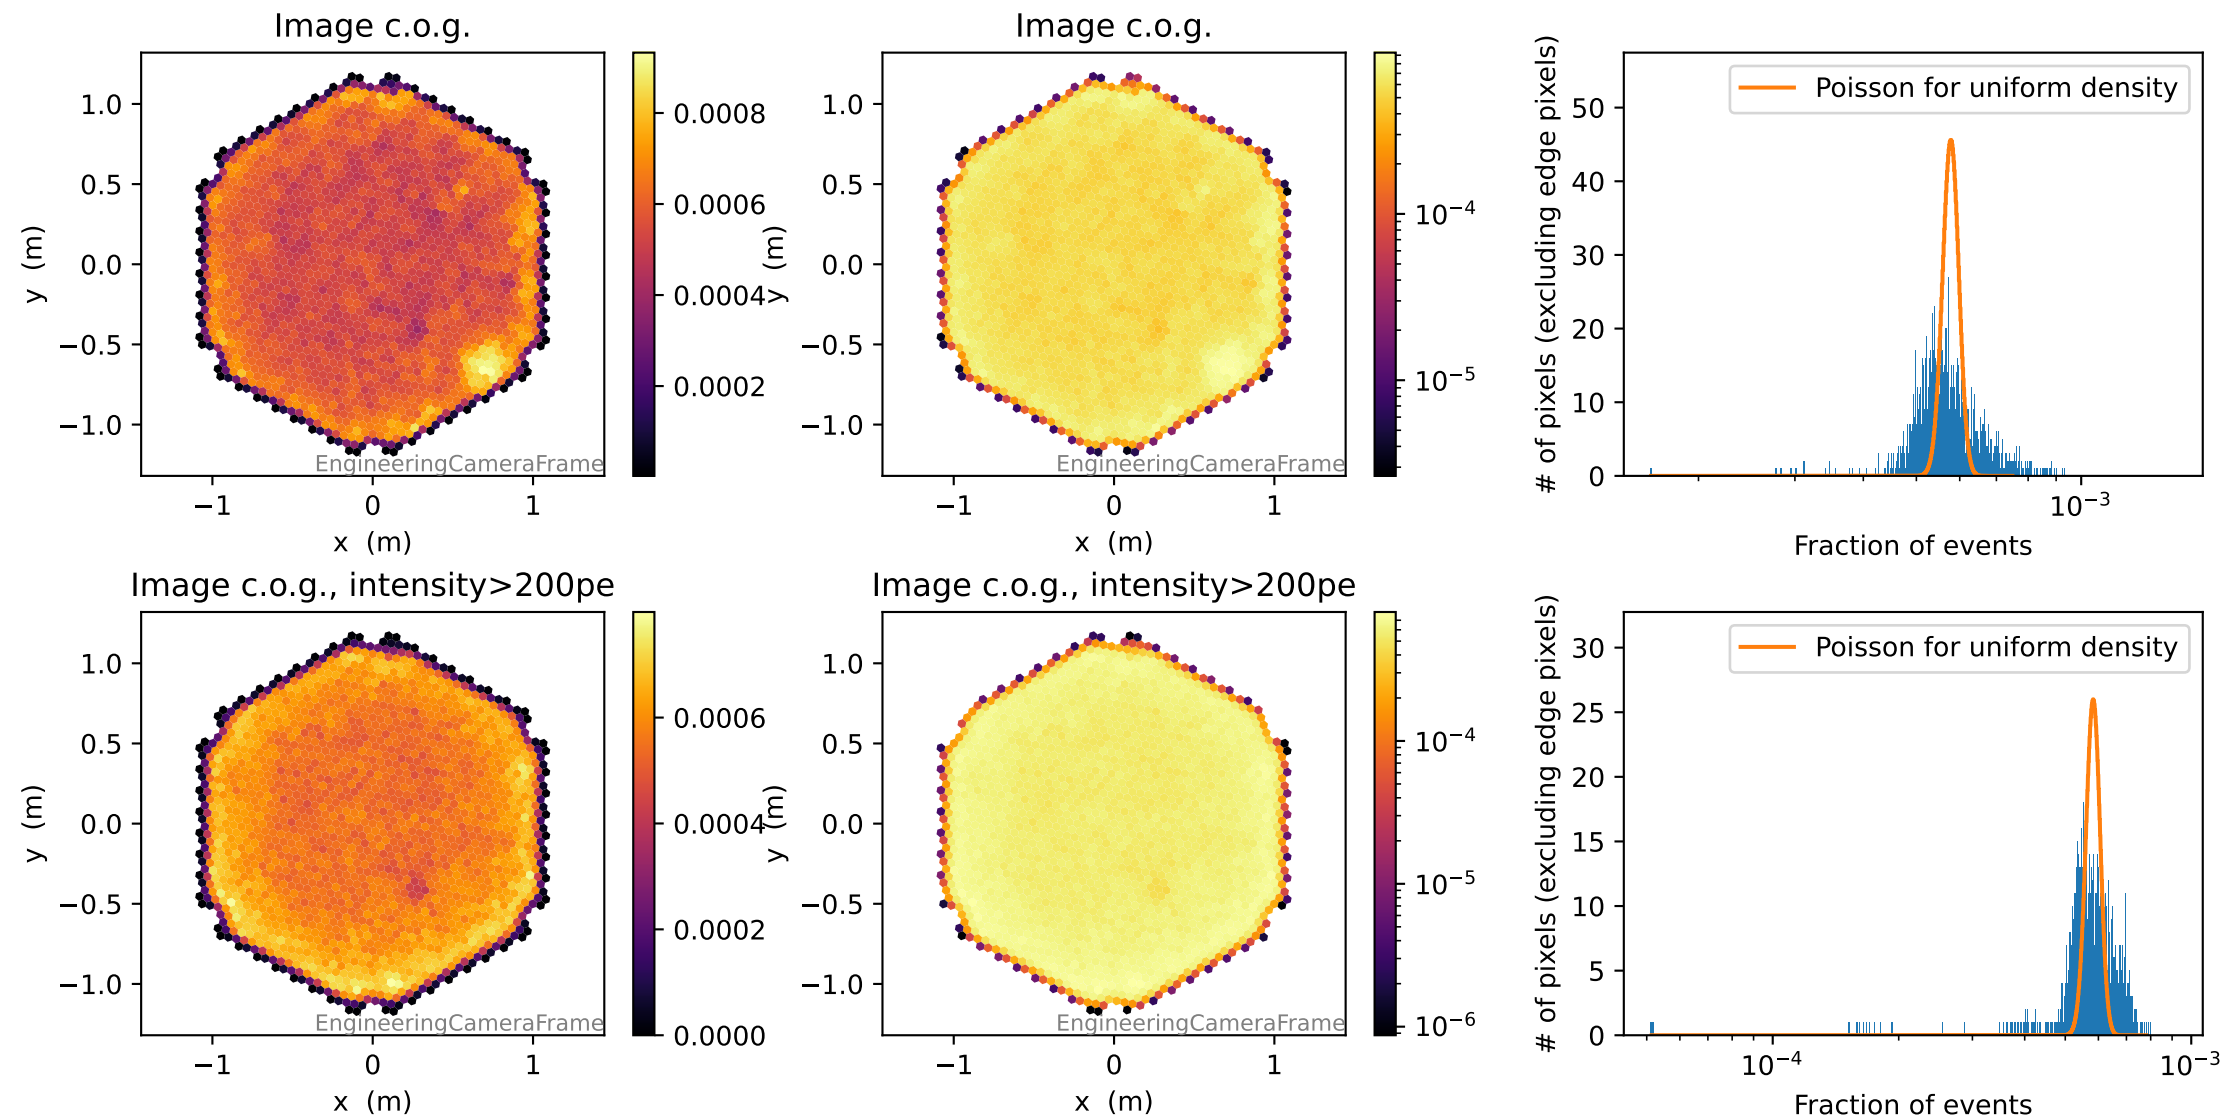 Image c.o.g.
1.0
0.5
0.0
−0.5
−1.0
y (m)
−1
0
1
x (m)
EngineeringCameraFrame
0.0008
0.0006
0.0004
0.0002
Image c.o.g.
1.0
0.5
0.0
−0.5
−1.0
y (m)
−1
0
1
x (m)
EngineeringCameraFrame
10⁻⁴
10⁻⁵
# of pixels (excluding edge pixels)
50
40
30
20
10
0
Poisson for uniform density
10⁻³
Fraction of events
Image c.o.g., intensity>200pe
1.0
0.5
0.0
−0.5
−1.0
y (m)
−1
0
1
x (m)
EngineeringCameraFrame
0.0006
0.0004
0.0002
0.0000
Image c.o.g., intensity>200pe
1.0
0.5
0.0
−0.5
−1.0
y (m)
−1
0
1
x (m)
EngineeringCameraFrame
10⁻⁴
10⁻⁵
10⁻⁶
# of pixels (excluding edge pixels)
30
25
20
15
10
5
0
Poisson for uniform density
10⁻⁴
10⁻³
Fraction of events